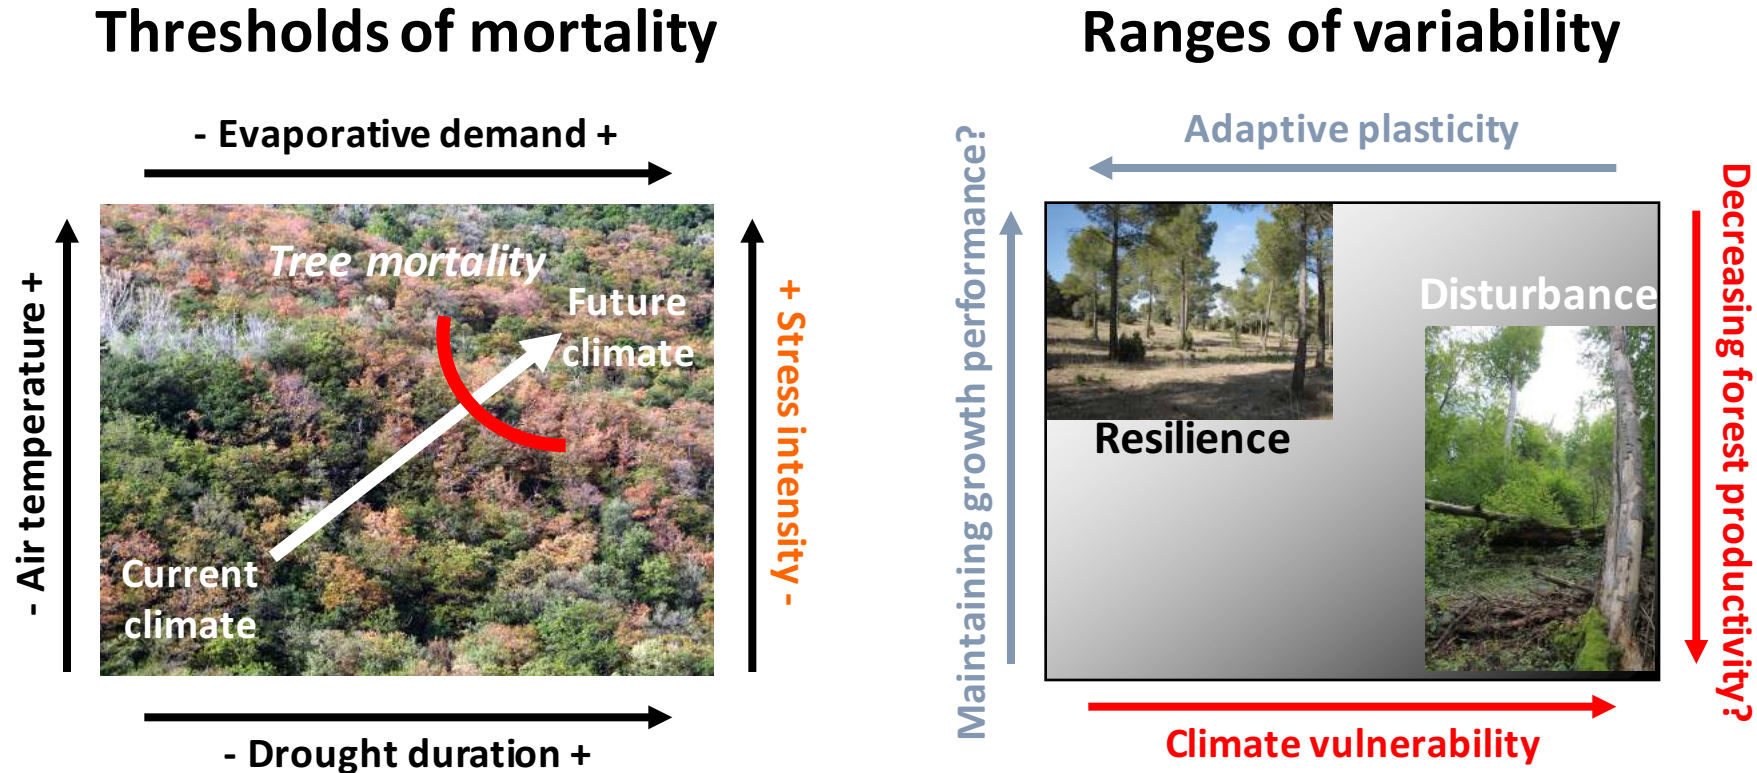 Thresholds of mortality
- Evaporative demand +
- Air temperature +
Tree mortality
Future
climate
Current
climate
+ Stress intensity -
- Drought duration +
Ranges of variability
Adaptive plasticity
Maintaining growth performance?
Resilience
Disturbance
Decreasing forest productivity?
Climate vulnerability